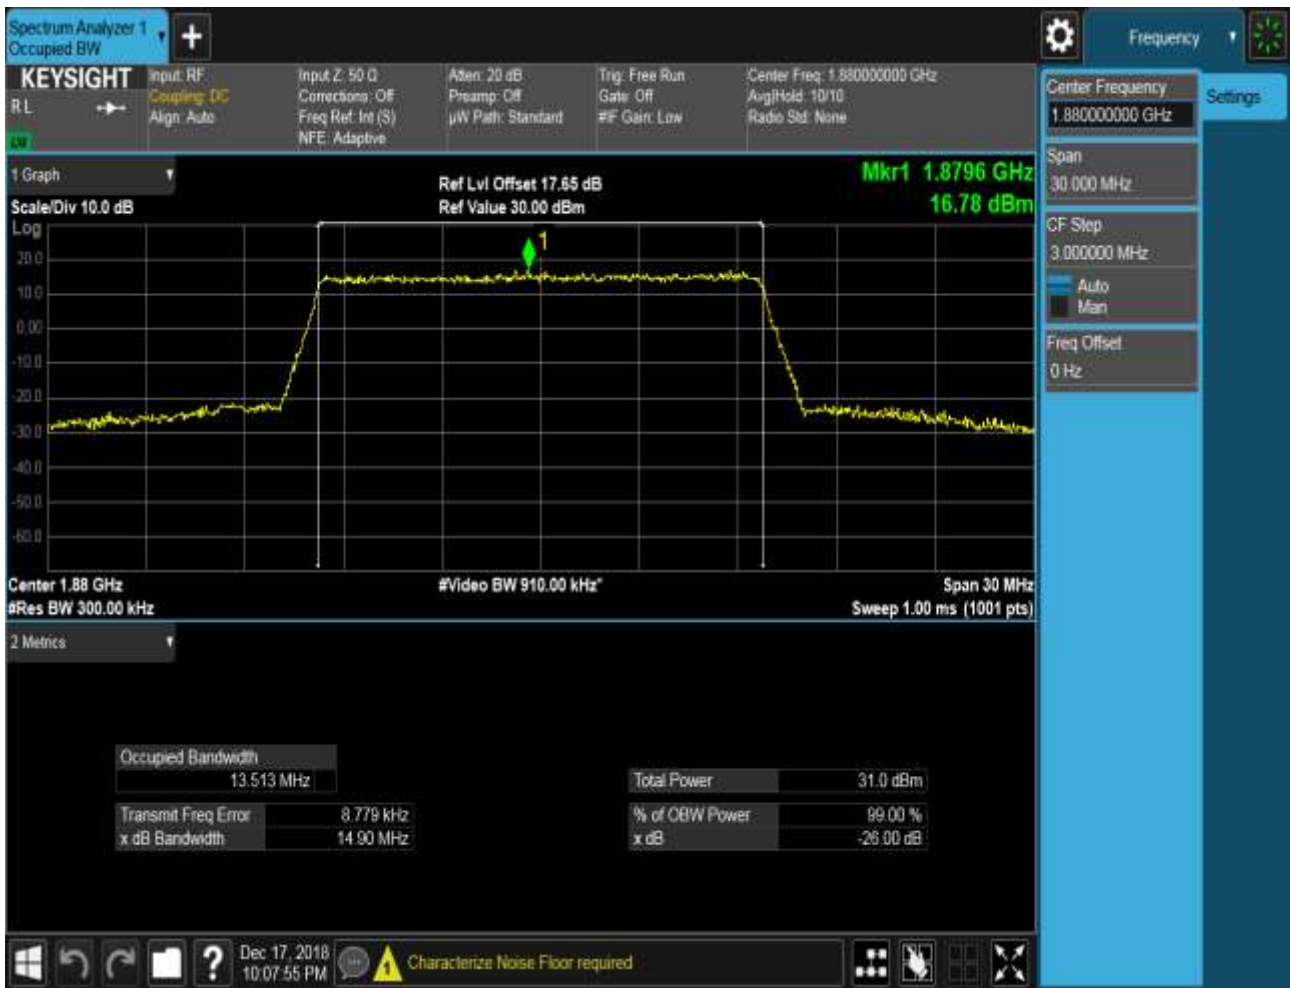 Spectrum Analyzer 1
Occupied BW
Frequency
KEYSIGHT
R L
Input: RF
Coupling: DC
Align: Auto
Input Z: 50 Ω
Corrections: Off
Freq Ref: Int (S)
NFE: Adaptive
Atten: 20 dB
Preamp: Off
µW Path: Standard
Trig: Free Run
Gate: Off
#IF Gain: Low
Center Freq: 1.880000000 GHz
Avg|Hold: 10/10
Radio Std: None
1 Graph
Scale/Div 10.0 dB
Ref Lvl Offset 17.65 dB
Ref Value 30.00 dBm
Mkr1 1.8796 GHz
16.78 dBm
Log
20.0
10.0
0.00
-10.0
-20.0
-30.0
-40.0
-50.0
-60.0
1
Center 1.88 GHz
#Res BW 300.00 kHz
#Video BW 910.00 kHz*
Span 30 MHz
Sweep 1.00 ms (1001 pts)
2 Metrics
Occupied Bandwidth
13.513 MHz
Transmit Freq Error 8.779 kHz
x dB Bandwidth 14.90 MHz
Total Power 31.0 dBm
% of OBW Power 99.00 %
x dB -26.00 dB
Center Frequency
1.880000000 GHz
Settings
Span
30.000 MHz
CF Step
3.000000 MHz
Auto
Man
Freq Offset
0 Hz
?
Dec 17, 2018
10:07:55 PM
1
Characterize Noise Floor required